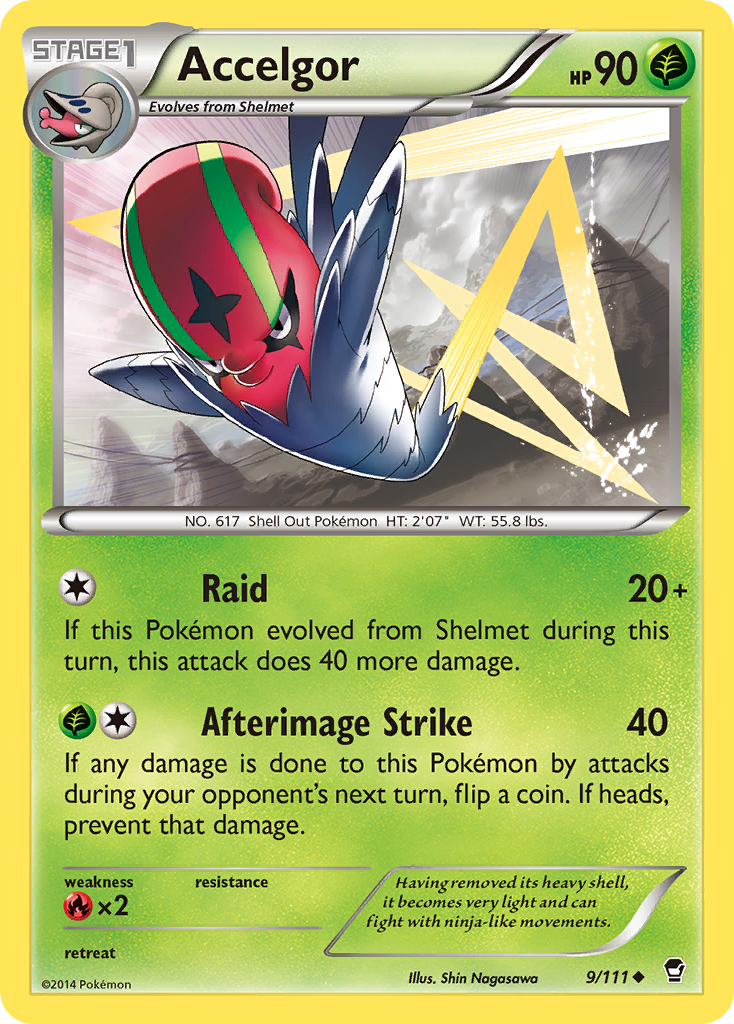 STAGE1
Accelgor
HP 90
Evolves from Shelmet
NO. 617 Shell Out Pokémon HT: 2'07" WT: 55.8 lbs.
Raid 20+
If this Pokémon evolved from Shelmet during this
turn, this attack does 40 more damage.
Afterimage Strike 40
If any damage is done to this Pokémon by attacks
during your opponent's next turn, flip a coin. If heads,
prevent that damage.
weakness resistance
×2
Having removed its heavy shell,
it becomes very light and can
fight with ninja-like movements.
retreat
©2014 Pokémon
Illus. Shin Nagasawa 9/111